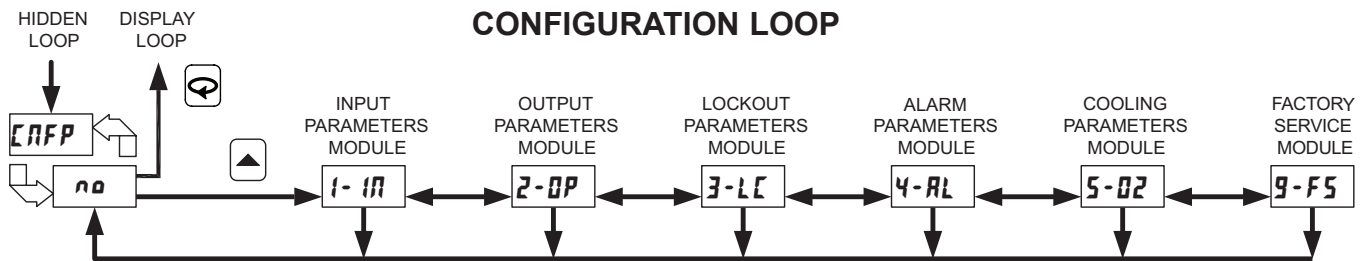 CONFIGURATION LOOP
HIDDEN
LOOP
DISPLAY
LOOP
INPUT
PARAMETERS
MODULE
OUTPUT
PARAMETERS
MODULE
LOCKOUT
PARAMETERS
MODULE
ALARM
PARAMETERS
MODULE
COOLING
PARAMETERS
MODULE
FACTORY
SERVICE
MODULE
CNFP
no
1-IN
2-OP
3-LC
4-AL
5-O2
9-FS